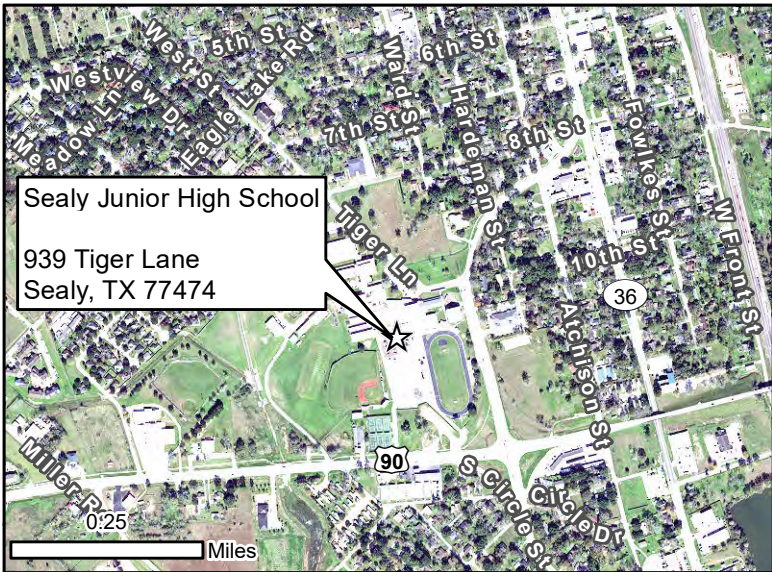 5th St
West St
Eagle Lake Rd
Westview Dr
Meadow Ln
Ward St
6th St
7th St
Hardeman St
8th St
Fowlkes St
W Front St
Sealy Junior High School
939 Tiger Lane
Sealy, TX 77474
Tiger Ln
10th St
36
Atchison St
90
Miller R
S Circle St
Circle Dr
0.25
Miles